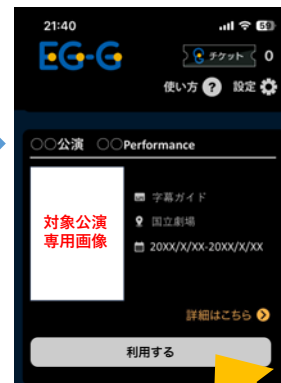 21:40
59
EG-G
チケット 0
使い方 ? 設定
○○公演 ○○Performance
対象公演
専用画像
字幕ガイド
国立劇場
20XX/X/XX-20XX/X/XX
詳細はこちら
利用する